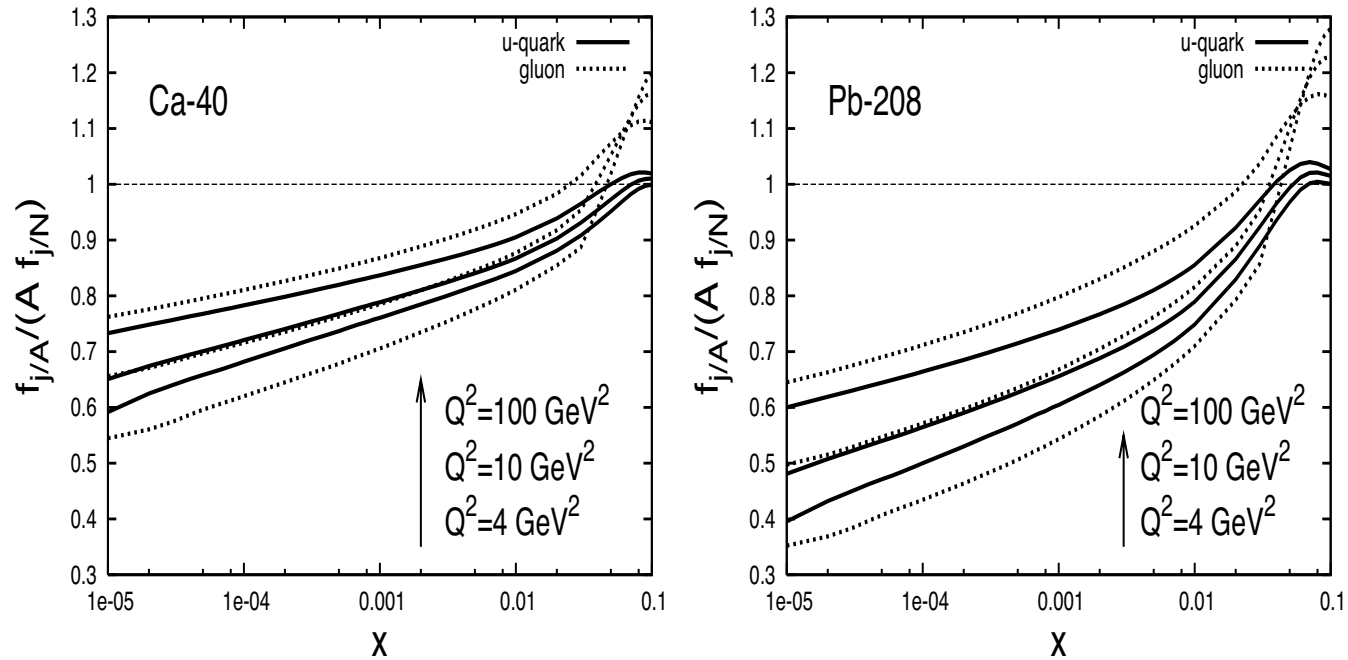 1.3
1.2
1.1
1
0.9
0.8
0.7
0.6
0.5
0.4
0.3
f_{j/A}/(A f_{j/N})
u-quark
gluon
Ca-40
Q^2=100 GeV^2
Q^2=10 GeV^2
Q^2=4 GeV^2
1e-05 1e-04 0.001 0.01 0.1
x
1.3
1.2
1.1
1
0.9
0.8
0.7
0.6
0.5
0.4
0.3
f_{j/A}/(A f_{j/N})
u-quark
gluon
Pb-208
Q^2=100 GeV^2
Q^2=10 GeV^2
Q^2=4 GeV^2
1e-05 1e-04 0.001 0.01 0.1
x